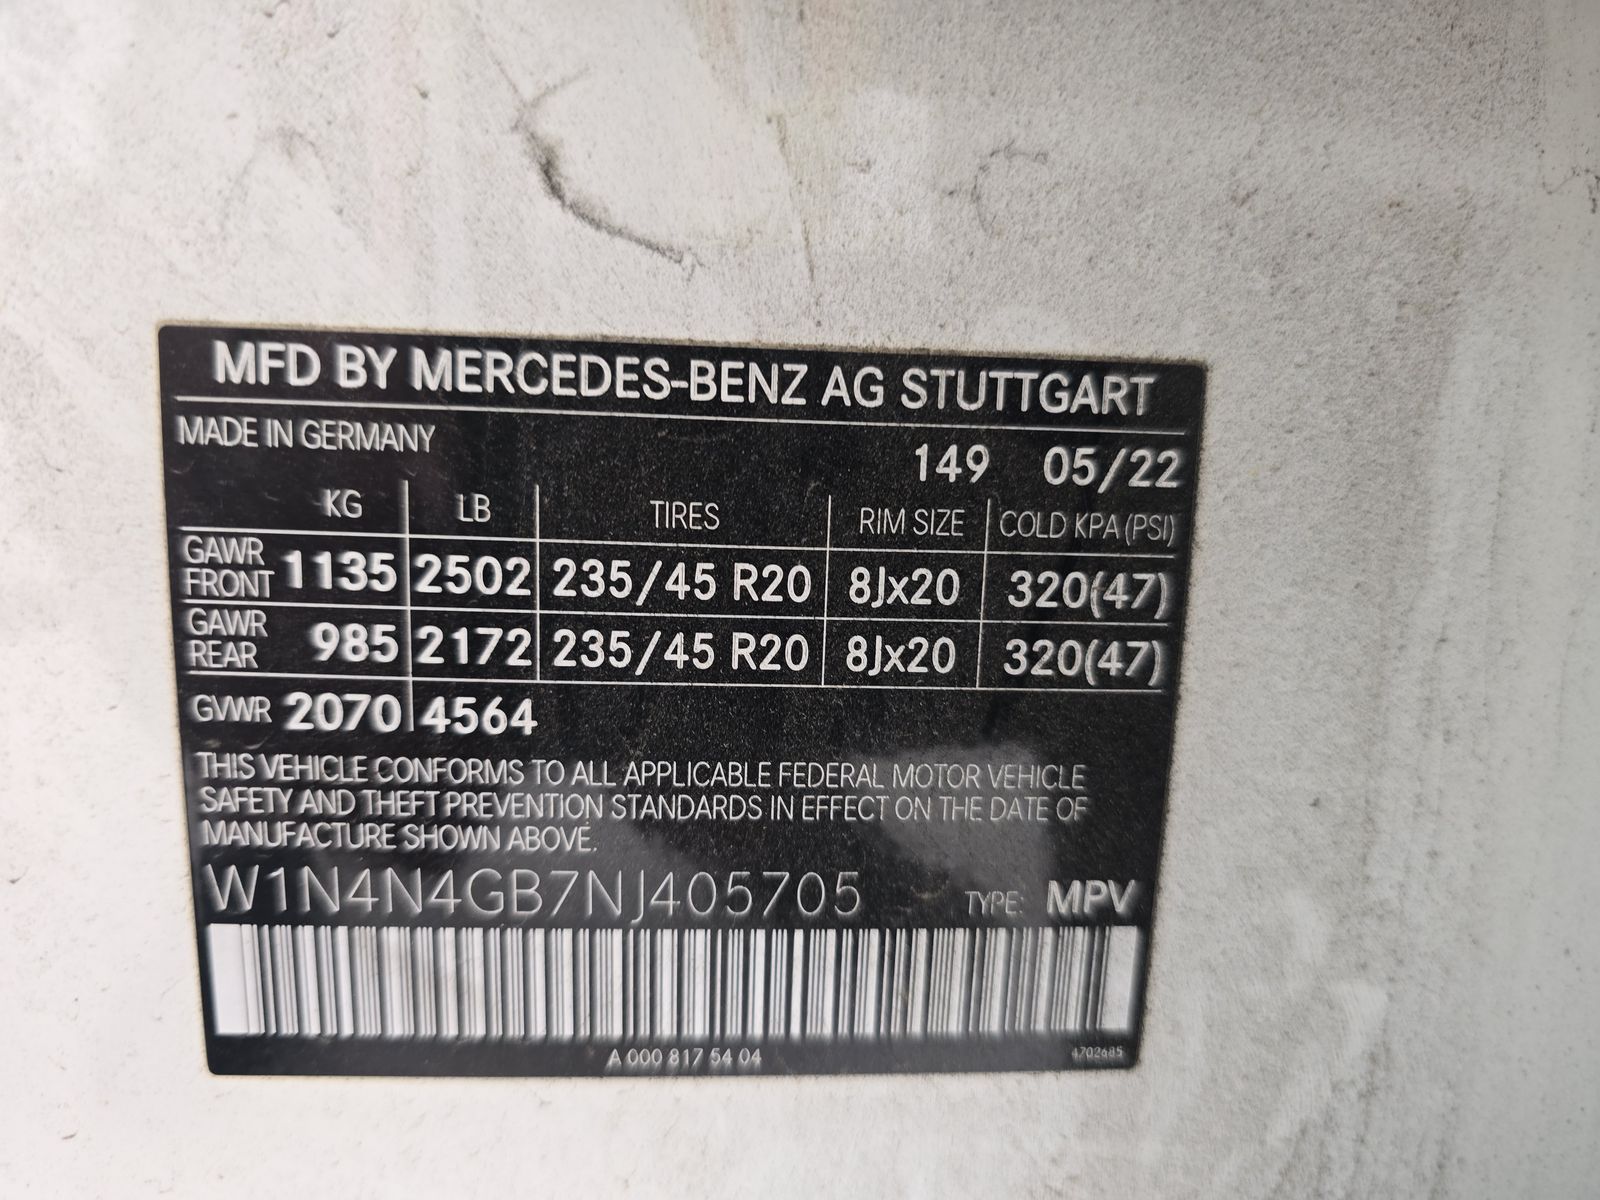 MFD BY MERCEDES-BENZ AG STUTTGART
MADE IN GERMANY
149 05/22
KG LB TIRES RIM SIZE COLD KPA (PSI)
GAWR FRONT 1135 2502 235/45 R20 8Jx20 320(47)
GAWR REAR 985 2172 235/45 R20 8Jx20 320(47)
GVWR 2070 4564
THIS VEHICLE CONFORMS TO ALL APPLICABLE FEDERAL MOTOR VEHICLE
SAFETY AND THEFT PREVENTION STANDARDS IN EFFECT ON THE DATE OF
MANUFACTURE SHOWN ABOVE.
W1N4N4GB7NJ405705 TYPE: MPV
A 000 817 54 04 4702685